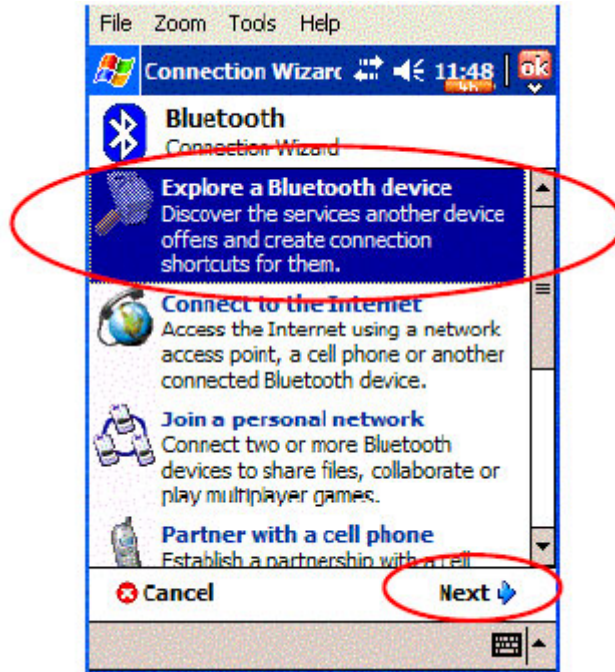 File Zoom Tools Help
Connection Wizarc 11:48 ok
Bluetooth
Connection Wizard
Explore a Bluetooth device
Discover the services another device
offers and create connection
shortcuts for them.
Connect to the Internet
Access the Internet using a network
access point, a cell phone or another
connected Bluetooth device.
Join a personal network
Connect two or more Bluetooth
devices to share files, collaborate or
play multiplayer games.
Partner with a cell phone
Establish a partnership with a cell
Cancel Next